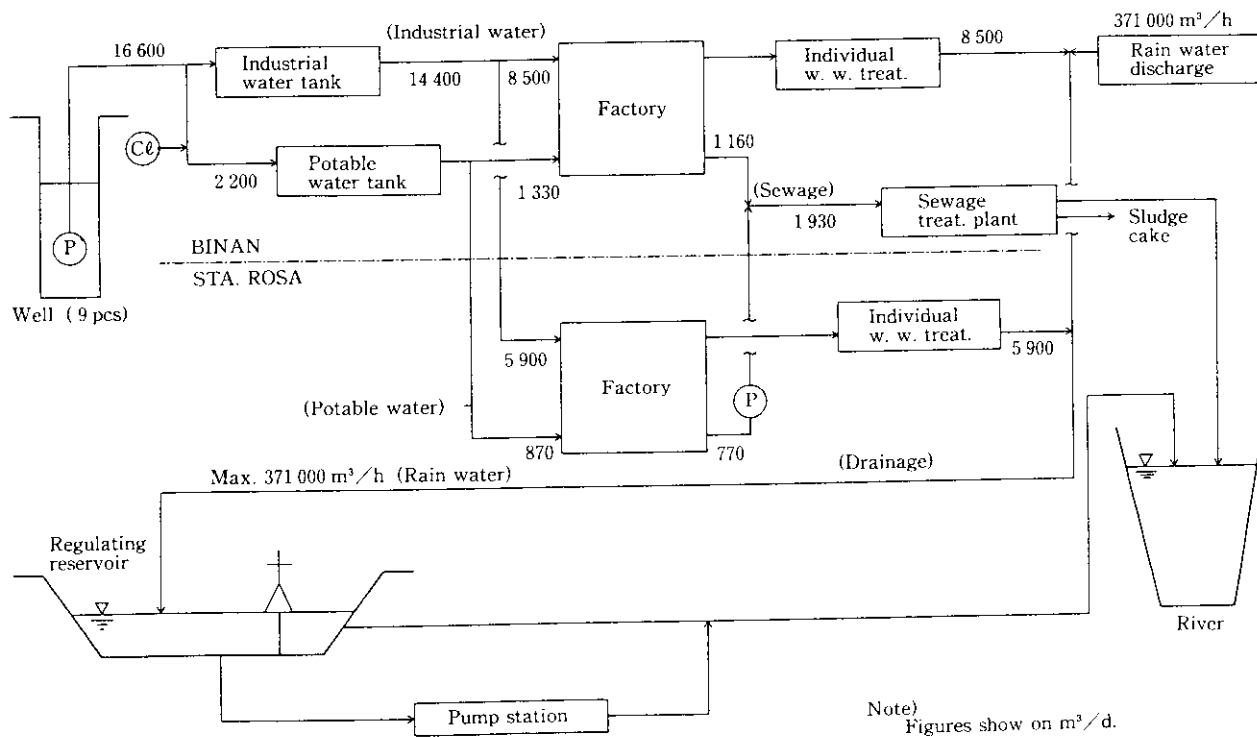 371 000 m³/h
16 600
(Industrial water)
8 500
Industrial
water tank
14 400
8 500
Individual
w. w. treat.
Rain water
discharge
Factory
Cℓ
2 200
Potable
water tank
1 330
1 160
(Sewage)
1 930
Sewage
treat. plant
Sludge
cake
P
BINAN
STA. ROSA
Well ( 9 pcs)
5 900
Factory
Individual
w. w. treat.
5 900
P
(Potable water)
870
770
Max. 371 000 m³/h (Rain water)
(Drainage)
Regulating
reservoir
River
Pump station
Note)
Figures show on m³/d.